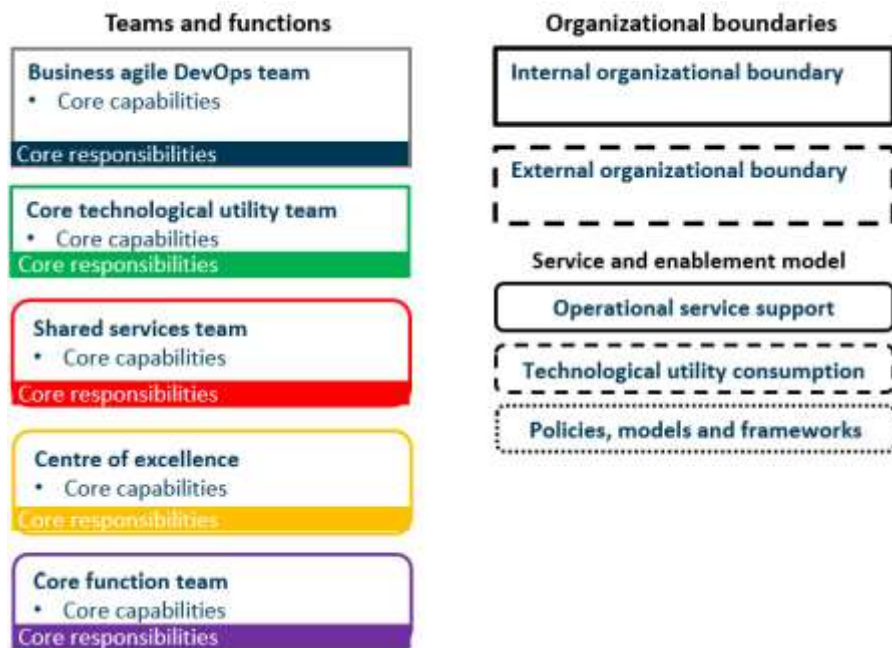 Teams and functions
Business agile DevOps team
• Core capabilities
Core responsibilities
Core technological utility team
• Core capabilities
Core responsibilities
Shared services team
• Core capabilities
Core responsibilities
Centre of excellence
• Core capabilities
Core responsibilities
Core function team
• Core capabilities
Core responsibilities
Organizational boundaries
Internal organizational boundary
External organizational boundary
Service and enablement model
Operational service support
Technological utility consumption
Policies, models and frameworks